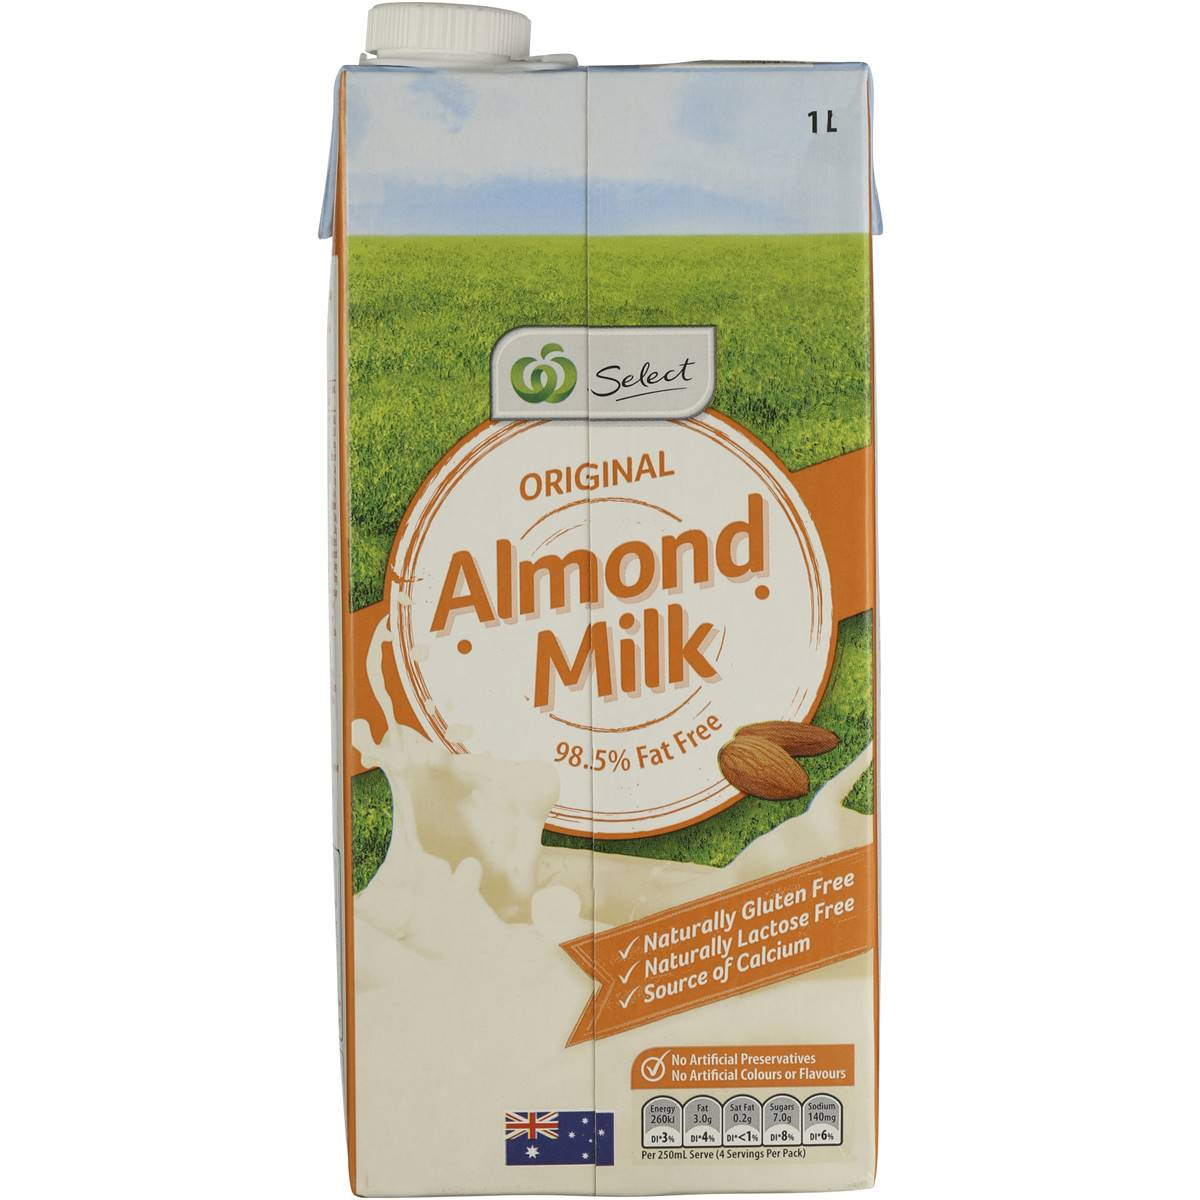 1 L
Select
ORIGINAL
Almond
Milk
98.5% Fat Free
✓ Naturally Gluten Free
✓ Naturally Lactose Free
✓ Source of Calcium
No Artificial Preservatives
No Artificial Colours or Flavours
Energy Fat Sat Fat Sugars Sodium
260kJ 3.0g 0.2g 7.0g 140mg
DI*3% DI*4% DI*<1% DI*8% DI*6%
Per 250mL Serve (4 Servings Per Pack)